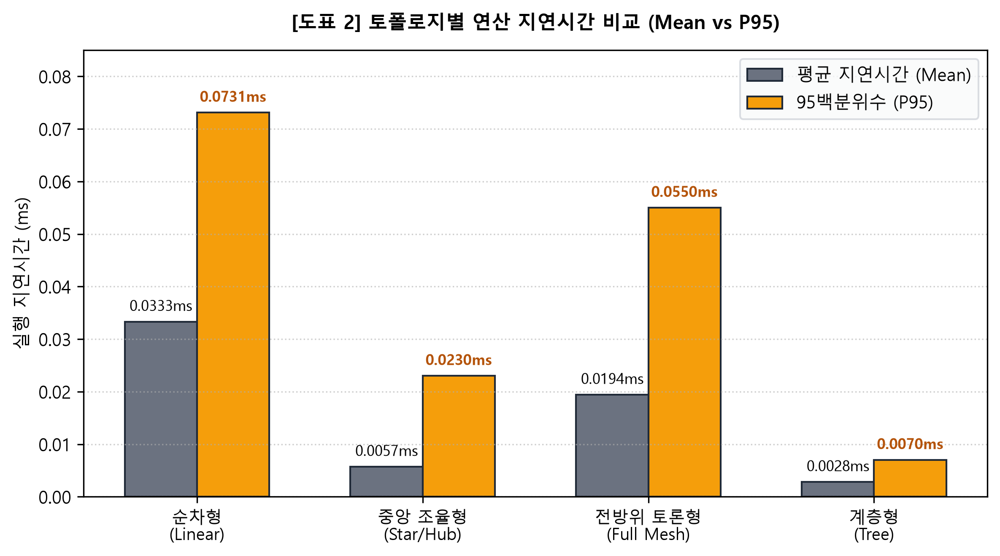 [도표 2] 토폴로지별 연산 지연시간 비교 (Mean vs P95)
평균 지연시간 (Mean)
95백분위수 (P95)
실행 지연시간 (ms)
0.08
0.07
0.06
0.05
0.04
0.03
0.02
0.01
0.00
0.0333ms
0.0731ms
0.0057ms
0.0230ms
0.0194ms
0.0550ms
0.0028ms
0.0070ms
순차형
(Linear)
중앙 조율형
(Star/Hub)
전방위 토론형
(Full Mesh)
계층형
(Tree)